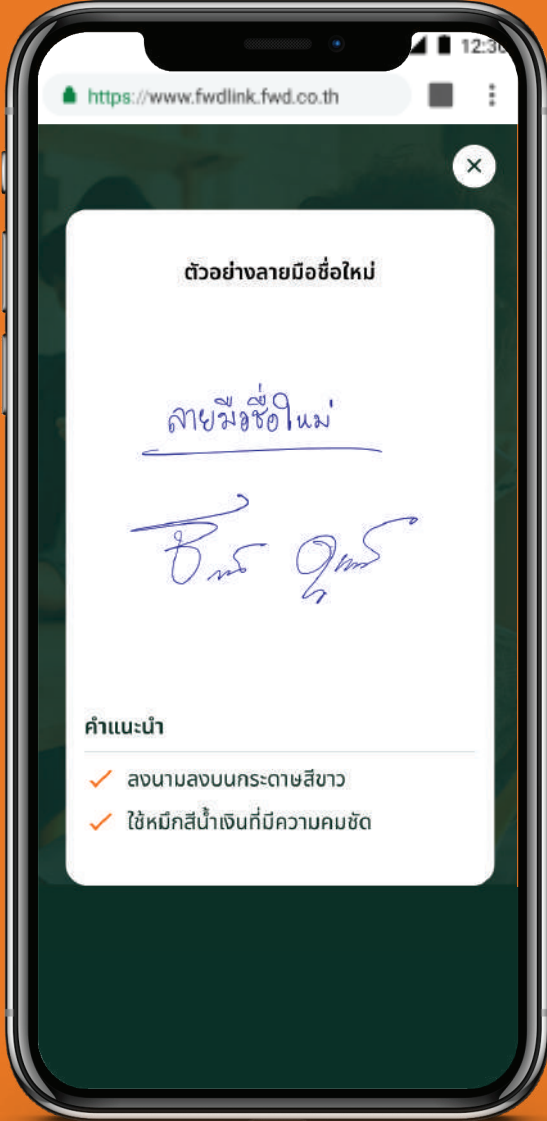 12:30
https://www.fwdlink.fwd.co.th
ตัวอย่างลายมือชื่อใหม่
ลายมือชื่อใหม่
คำแนะนำ
ลงนามลงบนกระดาษสีขาว
ใช้หมึกสีน้ำเงินที่มีความคมชัด